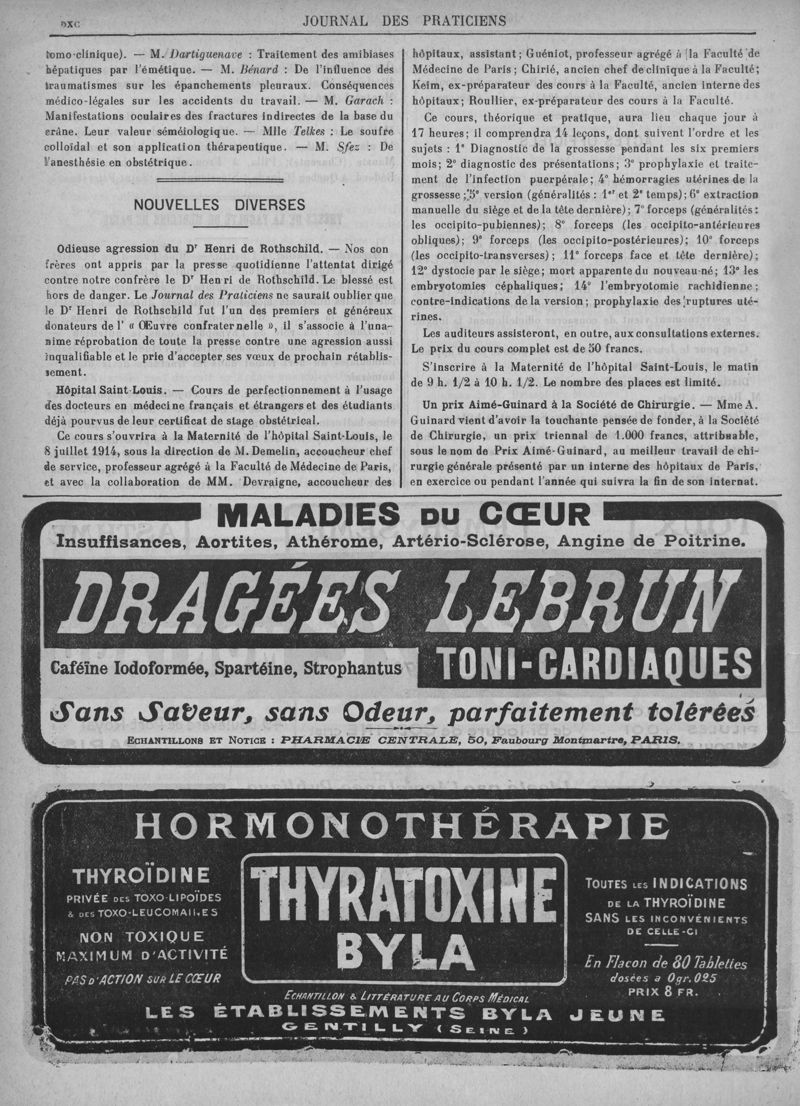 DXC
JOURNAL DES PRATICIENS
tomo-clinique). — M. Dartiguenave : Traitement des amibiases
hépatiques par l'émétique. — M. Bénard : De l'influence des
traumatismes sur les épanchements pleuraux. Conséquences
médico-légales sur les accidents du travail. — M. Garach :
Manifestations oculaires des fractures indirectes de la base du
crâne. Leur valeur séméiologique. — Mlle Telkes : Le soufre
colloïdal et son application thérapeutique. — M. Sfez : De
l'anesthésie en obstétrique.
NOUVELLES DIVERSES
Odieuse agression du Dr Henri de Rothschild. — Nos con
frères ont appris par la presse quotidienne l'attentat dirigé
contre notre confrère le Dr Henri de Rothschild. Le blessé est
hors de danger. Le Journal des Praticiens ne saurait oublier que
le Dr Henri de Rothschild fut l'un des premiers et généreux
donateurs de l' « Œuvre confraternelle », il s'associe à l'una-
nime réprobation de toute la presse contre une agression aussi
inqualifiable et le prie d'accepter ses vœux de prochain rétablis-
sement.
Hôpital Saint-Louis. — Cours de perfectionnement à l'usage
des docteurs en médecine français et étrangers et des étudiants
déjà pourvus de leur certificat de stage obstétrical.
Ce cours s'ouvrira à la Maternité de l'hôpital Saint-Louis, le
8 juillet 1914, sous la direction de M. Demelin, accoucheur chef
de service, professeur agrégé à la Faculté de Médecine de Paris,
et avec la collaboration de MM. Devraigne, accoucheur des
hôpitaux, assistant ; Guéniot, professeur agrégé à la Faculté de
Médecine de Paris ; Chirié, ancien chef de clinique à la Faculté;
Keim, ex-préparateur des cours à la Faculté, ancien interne des
hôpitaux; Roullier, ex-préparateur des cours à la Faculté.
Ce cours, théorique et pratique, aura lieu chaque jour à
17 heures; il comprendra 14 leçons, dont suivent l'ordre et les
sujets : 1° Diagnostic de la grossesse pendant les six premiers
mois; 2° diagnostic des présentations; 3° prophylaxie et traite-
ment de l'infection puerpérale; 4° hémorragies utérines de la
grossesse ; 5° version (généralités : 1er et 2e temps); 6° extraction
manuelle du siège et de la tête dernière) ; 7° forceps (généralités :
les occipito-pubiennes); 8° forceps (les occipito-antérieures
obliques); 9° forceps (les occipito-postérieures); 10° forceps
(les occipito-transverses) ; 11° forceps face et tête dernière) ;
12° dystocie par le siège; mort apparente du nouveau-né; 13° les
embryotomies céphaliques; 14° l'embryotomie rachidienne ;
contre-indications de la version ; prophylaxie des ruptures uté-
rines.
Les auditeurs assisteront, en outre, aux consultations externes.
Le prix du cours complet est de 50 francs.
S'inscrire à la Maternité de l'hôpital Saint-Louis, le matin
de 9 h. 1/2 à 10 h. 1/2. Le nombre des places est limité.
Un prix Aimé-Guinard à la Société de Chirurgie. — Mme A.
Guinard vient d'avoir la touchante pensée de fonder, à la Société
de Chirurgie, un prix triennal de 1.000 francs, attribuable,
sous le nom de Prix Aimé-Guinard, au meilleur travail de chi-
rurgie générale présenté par un interne des hôpitaux de Paris,
en exercice ou pendant l'année qui suivra la fin de son internat.
MALADIES DU CŒUR
Insuffisances, Aortites, Athérome, Artério-Sclérose, Angine de Poitrine.
DRAGÉES LEBRUN
Caféïne Iodoformée, Spartéine, Strophantus
TONI-CARDIAQUES
Sans Saveur, sans Odeur, parfaitement tolérées
ECHANTILLONS ET NOTICE : PHARMACIE CENTRALE, 50, Faubourg Montmartre, PARIS.
HORMONOTHÉRAPIE
THYROÏDINE
PRIVÉE DES TOXO-LIPOÏDES
& DES TOXO-LEUCOMAINES
NON TOXIQUE
MAXIMUM D'ACTIVITÉ
PAS D'ACTION SUR LE CŒUR
THYRATOXINE
BYLA
TOUTES LES INDICATIONS
DE LA THYROÏDINE
SANS LES INCONVÉNIENTS
DE CELLE-CI
En Flacon de 80 Tablettes
dosées a 0gr.025
PRIX 8 FR.
ECHANTILLON & LITTÉRATURE AU CORPS MÉDICAL
LES ÉTABLISSEMENTS BYLA JEUNE
GENTILLY (SEINE)